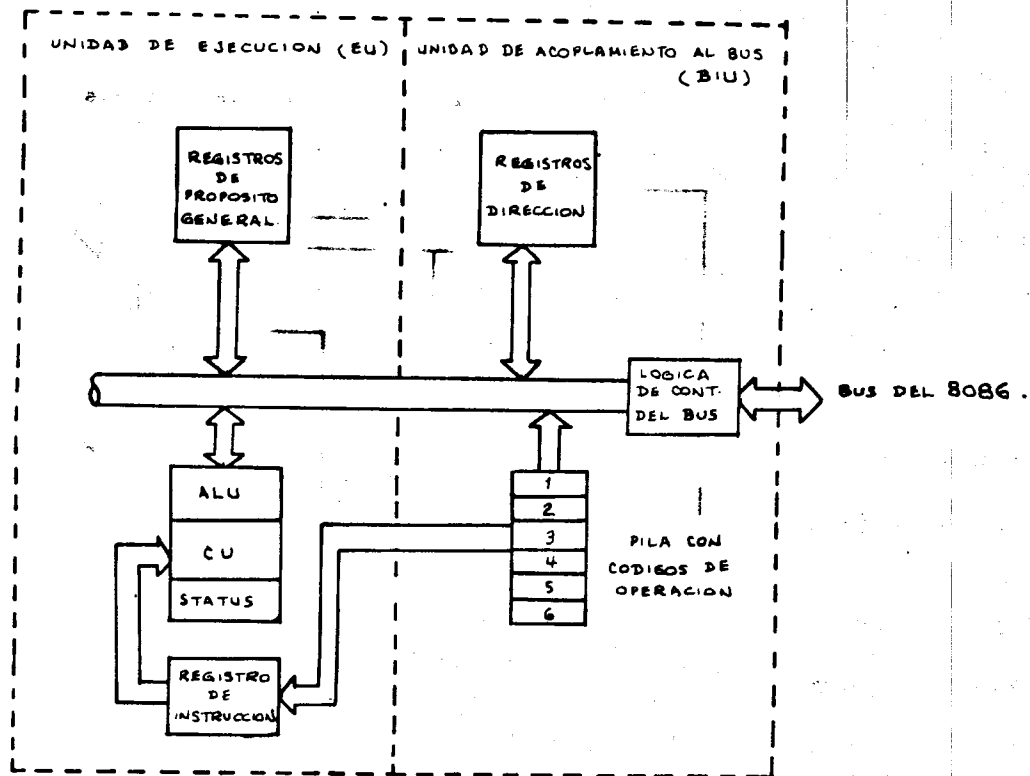 UNIDAD DE EJECUCION (EU)
UNIDAD DE ACOPLAMIENTO AL BUS
(BIU)
REGISTROS
DE
PROPOSITO
GENERAL.
REGISTROS
DE
DIRECCION
LOGICA
DE CONT.
DEL BUS
BUS DEL 8086.
ALU
CU
STATUS
1
2
3
4
5
6
PILA CON
CODIGOS DE
OPERACION
REGISTRO
DE
INSTRUCCION